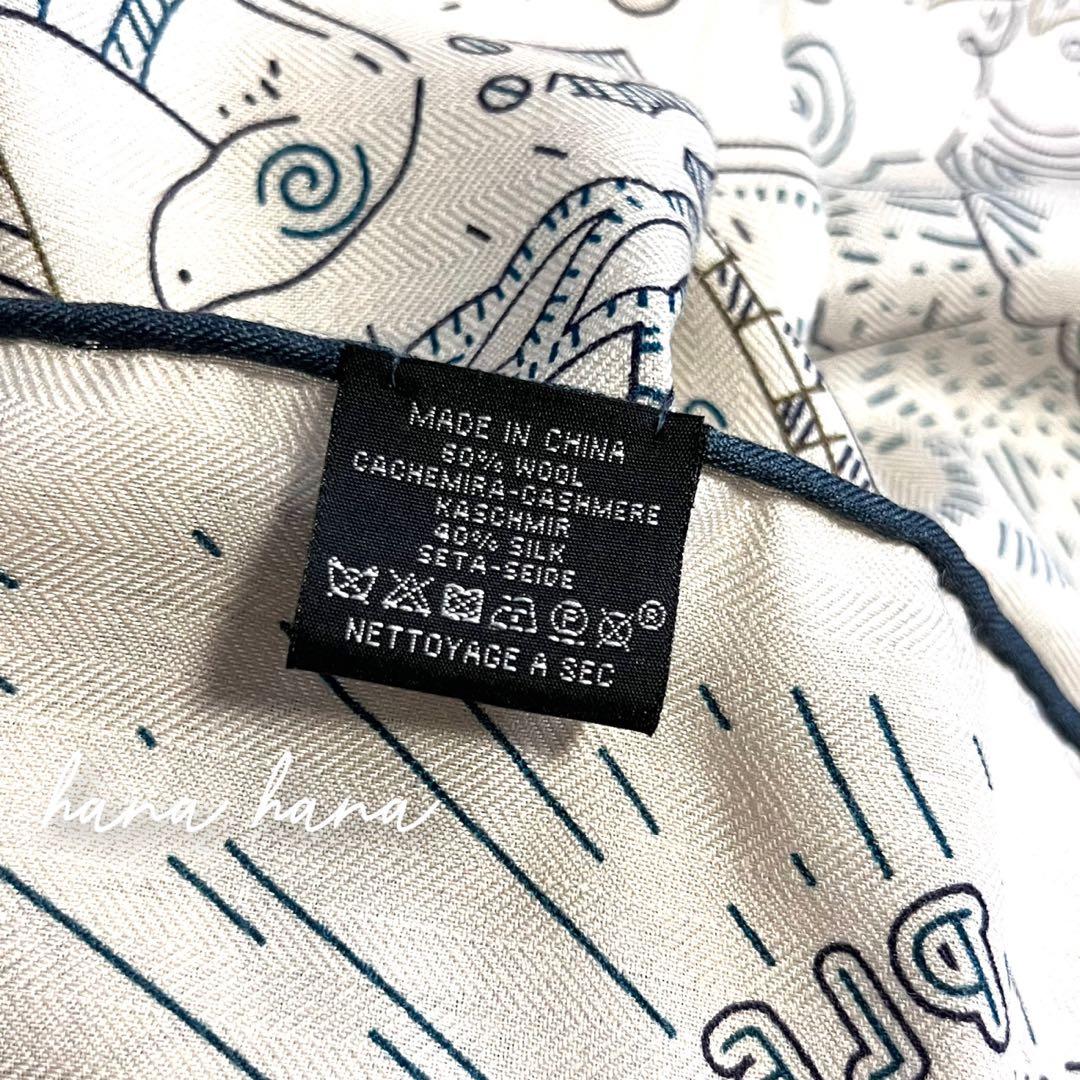 MADE IN CHINA
60% WOOL
CACHEMIRA-CASHMERE
KASCHMIR
40% SILK
SETA-SEIDE
P
®
NETTOYAGE A SEC
hana hana